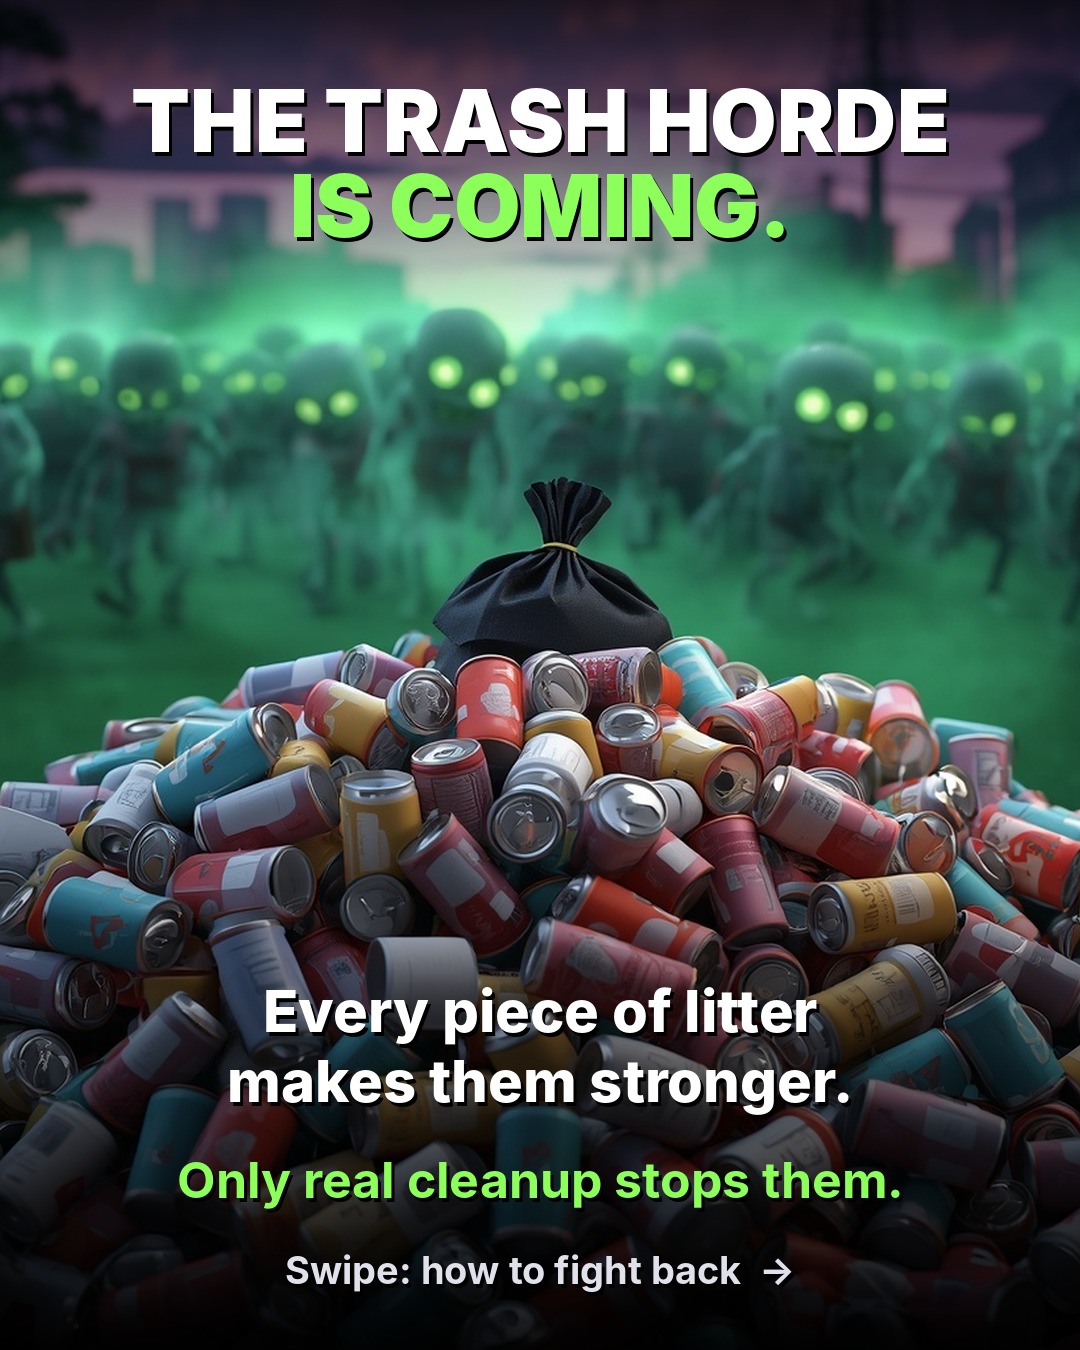 THE TRASH HORDE
IS COMING.
Every piece of litter
makes them stronger.
Only real cleanup stops them.
Swipe: how to fight back →